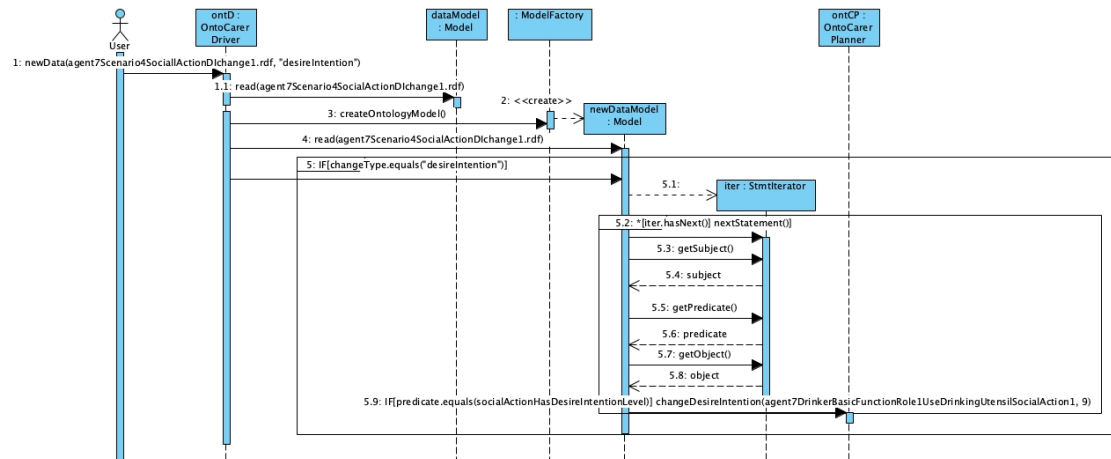 User
ontD :
OntoCarer
Driver
dataModel
: Model
: ModelFactory
ontCP :
OntoCarer
Planner
1: newData(agent7Scenario4SociallActionDIchange1.rdf, "desireIntention")
1.1: read(agent7Scenario4SocialActionDIchange1.rdf)
2: <<create>>
newDataModel
: Model
3: createOntologyModel()
4: read(agent7Scenario4SocialActionDIchange1.rdf)
5: IF[changeType.equals("desireIntention")]
5.1:
iter : StmtIterator
5.2: *[iter.hasNext()] nextStatement()]
5.3: getSubject()
5.4: subject
5.5: getPredicate()
5.6: predicate
5.7: getObject()
5.8: object
5.9: IF[predicate.equals(socialActionHasDesireIntentionLevel)] changeDesireIntention(agent7DrinkerBasicFunctionRole1UseDrinkingUtensilSocialAction1, 9)